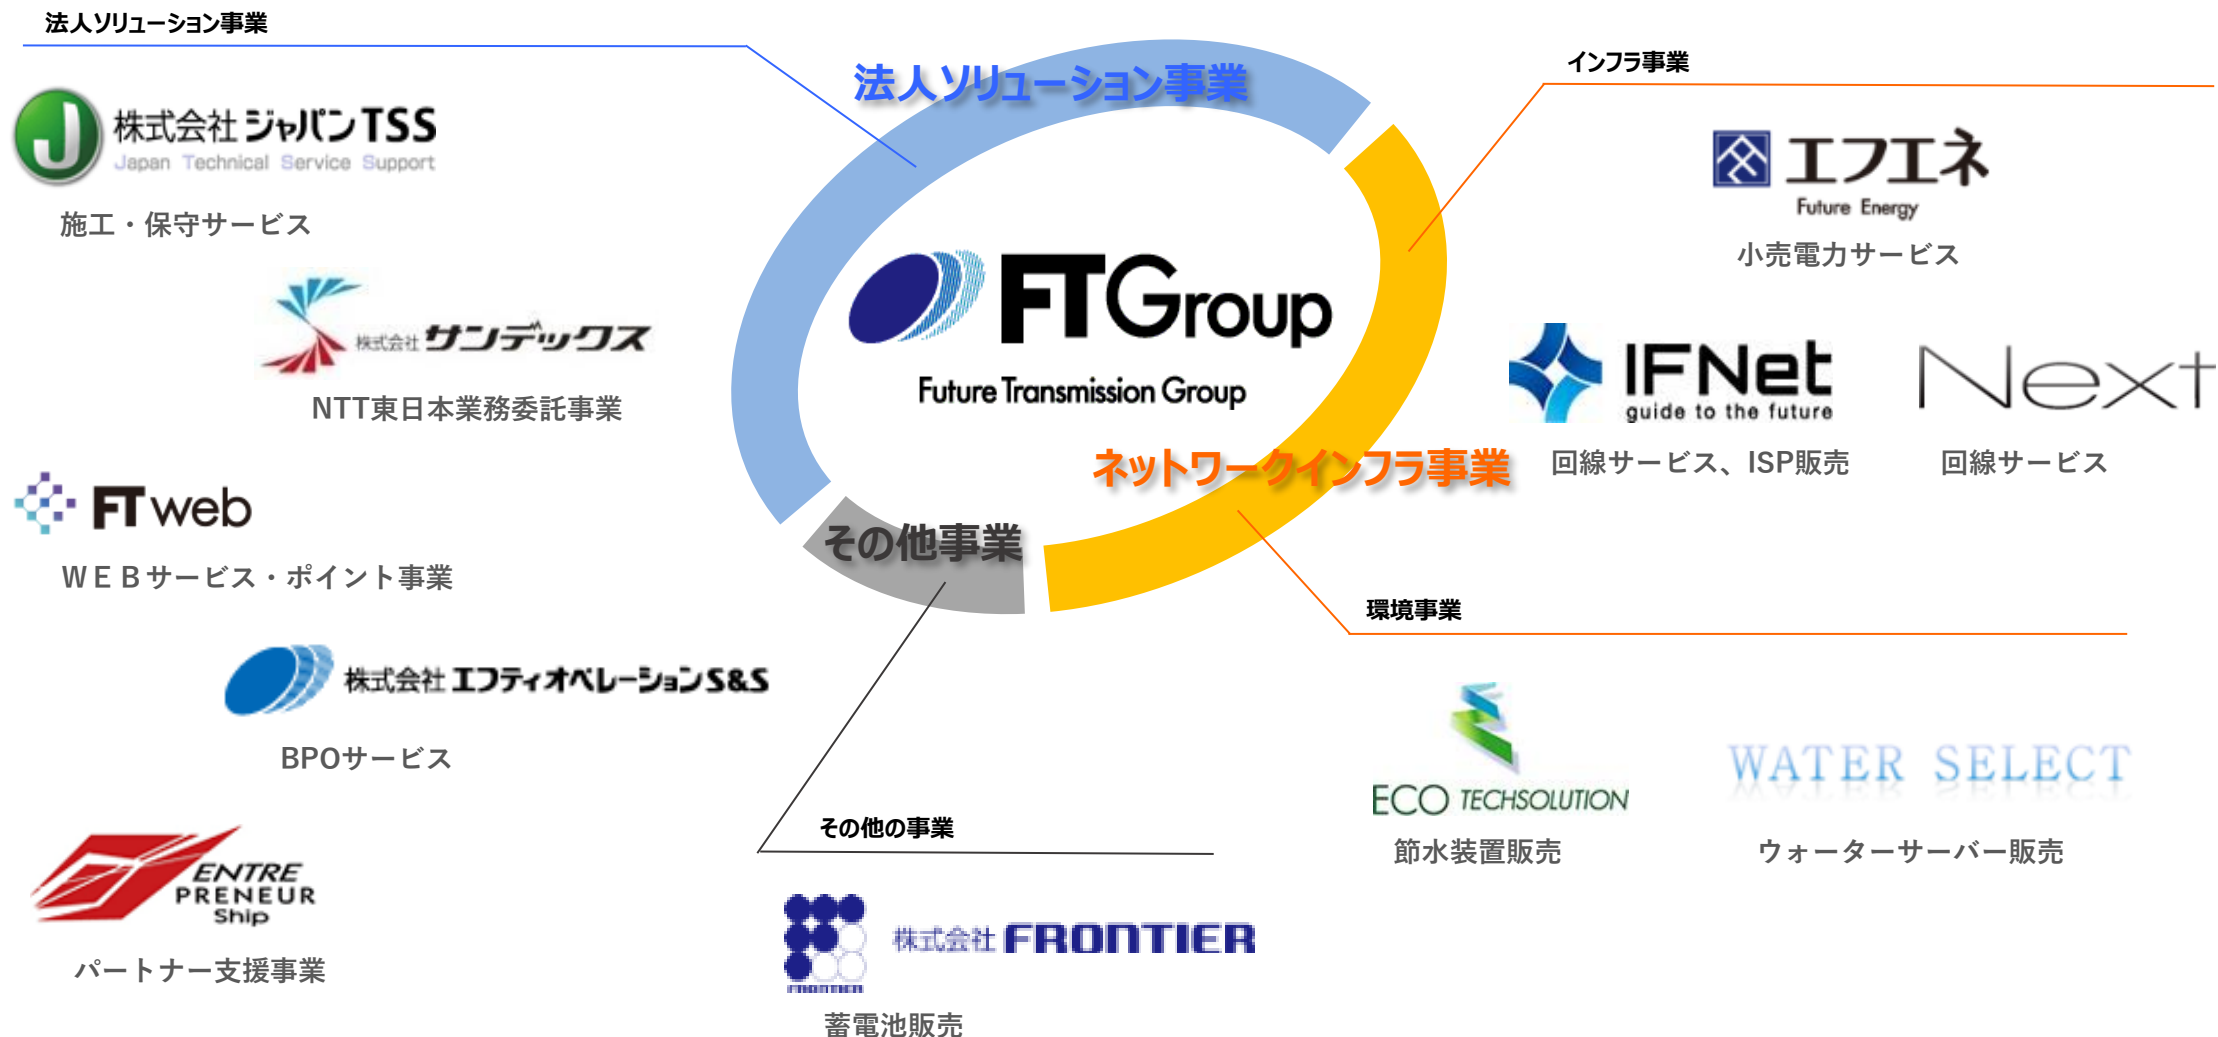 法人ソリューション事業
株式会社 ジャパンTSS
Japan Technical Service Support
施工・保守サービス
株式会社 サンデックス
NTT東日本業務委託事業
FTweb
WEBサービス・ポイント事業
株式会社 エフティオペレーションS&S
BPOサービス
ENTRE
PRENEUR
Ship
パートナー支援事業
法人ソリューション事業
FTGroup
Future Transmission Group
ネットワークインフラ事業
その他事業
インフラ事業
エフエネ
Future Energy
小売電力サービス
IFNet
guide to the future
回線サービス、ISP販売
Next
回線サービス
環境事業
ECO TECHSOLUTION
節水装置販売
WATER SELECT
ウォーターサーバー販売
その他の事業
FRONTIER
株式会社 FRONTIER
蓄電池販売